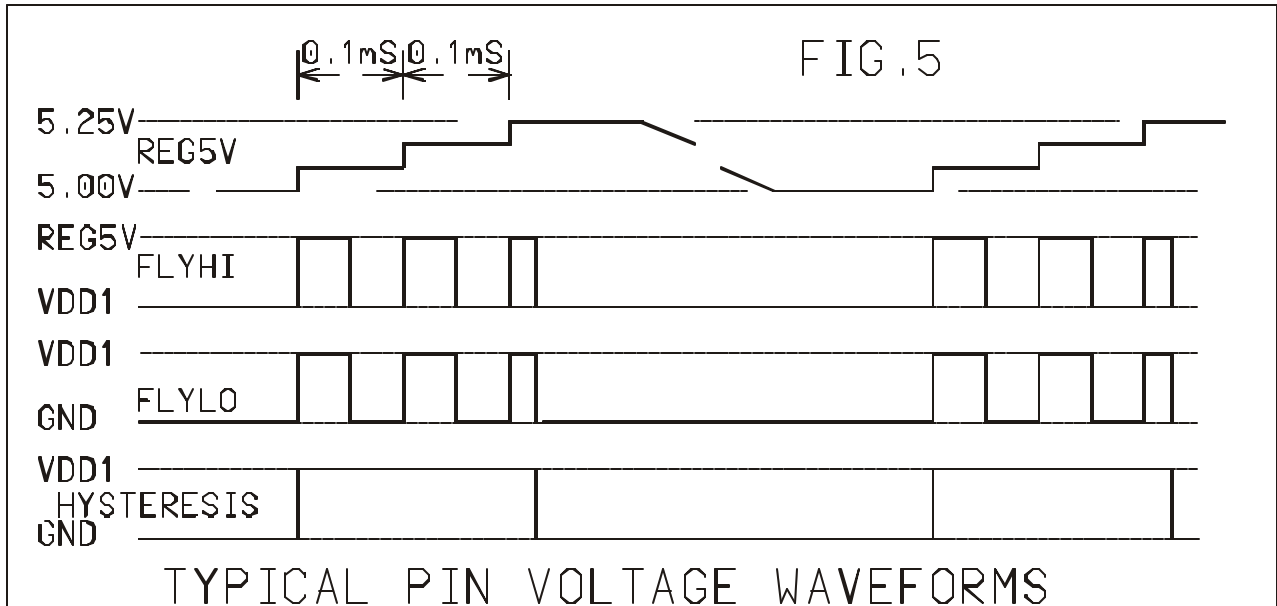 0.1mS 0.1mS
FIG.5
5.25V
REG5V
5.00V
REG5V
FLYHI
VDD1
VDD1
FLYLO
GND
VDD1
HYSTERESIS
GND
TYPICAL PIN VOLTAGE WAVEFORMS